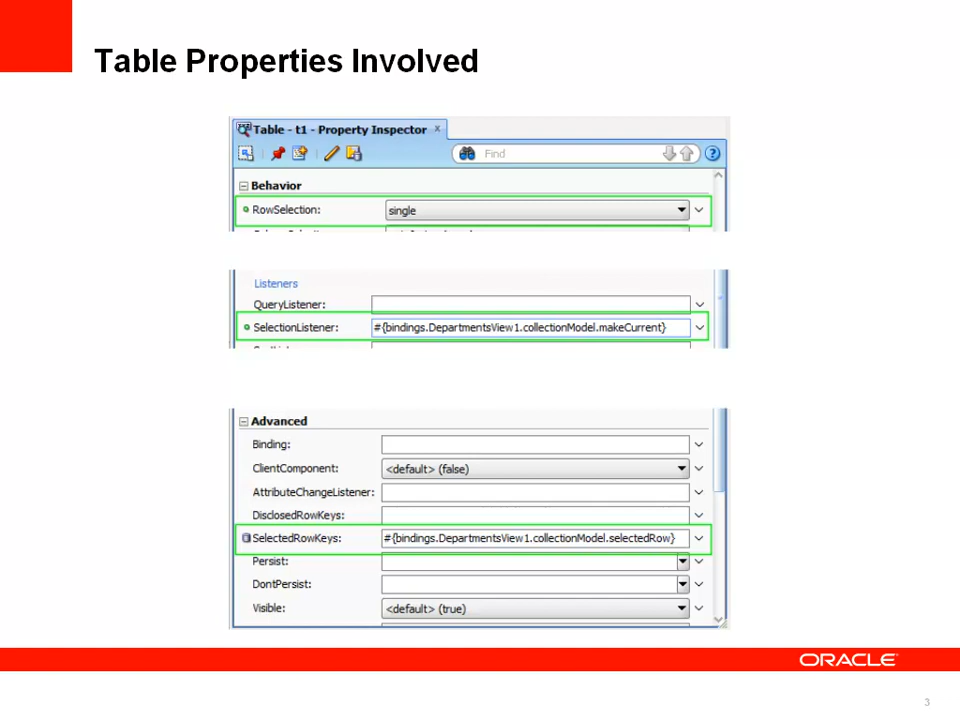 Table Properties Involved
Table - t1 - Property Inspector x
Find
Behavior
RowSelection: single
Listeners
QueryListener:
SelectionListener: #{bindings.DepartmentsView1.collectionModel.makeCurrent}
Advanced
Binding:
ClientComponent: <default> (false)
AttributeChangeListener:
DisclosedRowKeys:
SelectedRowKeys: #{bindings.DepartmentsView1.collectionModel.selectedRow}
Persist:
DontPersist:
Visible: <default> (true)
ORACLE
3